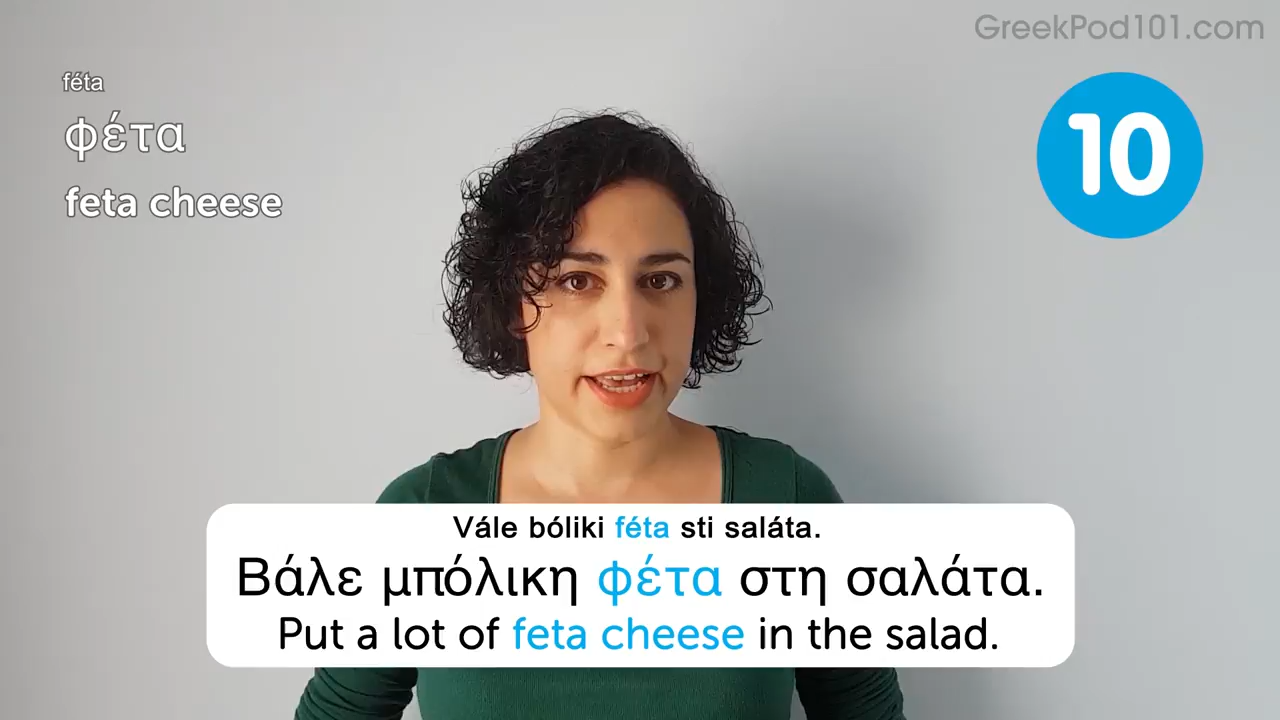 GreekPod101.com
féta
φέτα
feta cheese
10
Vále bóliki féta sti saláta.
Βάλε μπόλικη φέτα στη σαλάτα.
Put a lot of feta cheese in the salad.